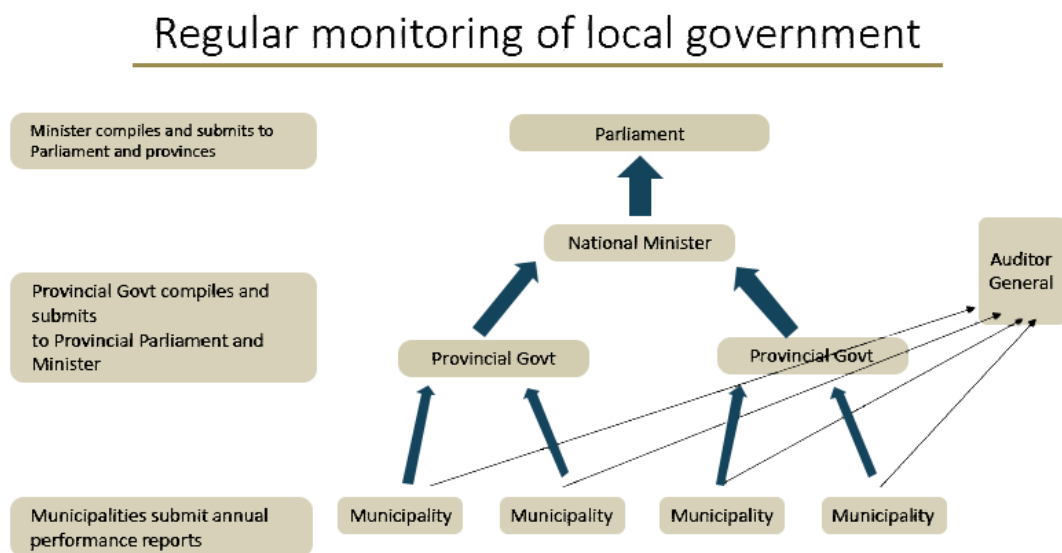 Regular monitoring of local government
Minister compiles and submits to
Parliament and provinces
Parliament
National Minister
Auditor
General
Provincial Govt compiles and
submits
to Provincial Parliament and
Minister
Provincial Govt
Provincial Govt
Municipalities submit annual
performance reports
Municipality
Municipality
Municipality
Municipality